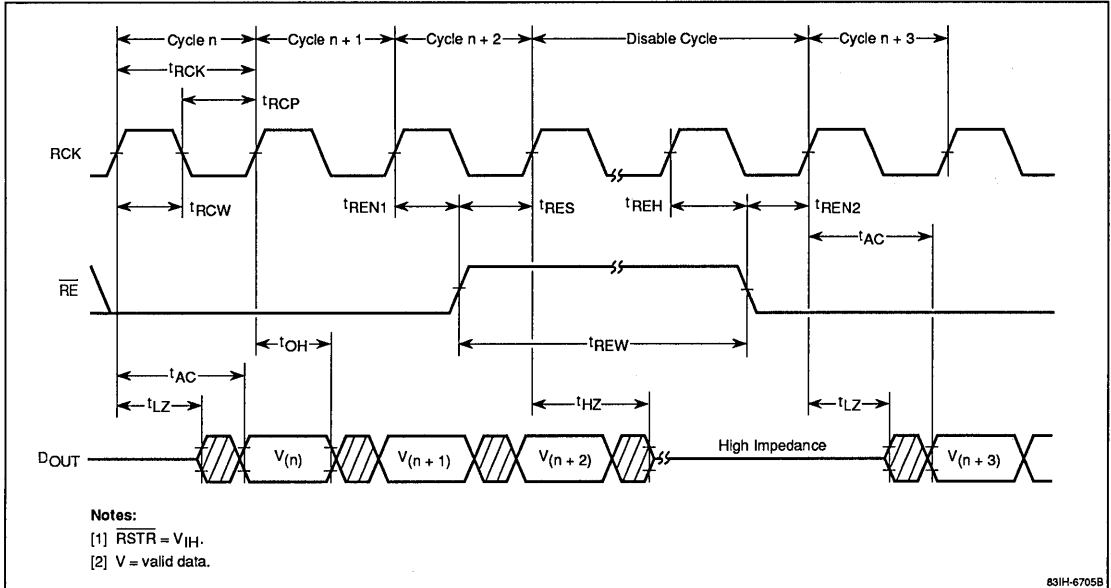 Cycle n Cycle n + 1 Cycle n + 2 Disable Cycle Cycle n + 3
tRCK
tRCP
RCK
tRCW tREN1 tRES tREH tREN2
tAC
RE
tOH tREW
tAC
tLZ tHZ tLZ
DOUT V(n) V(n + 1) V(n + 2) High Impedance V(n + 3)
Notes:
[1] RSTR = VIH.
[2] V = valid data.
83IH-6705B